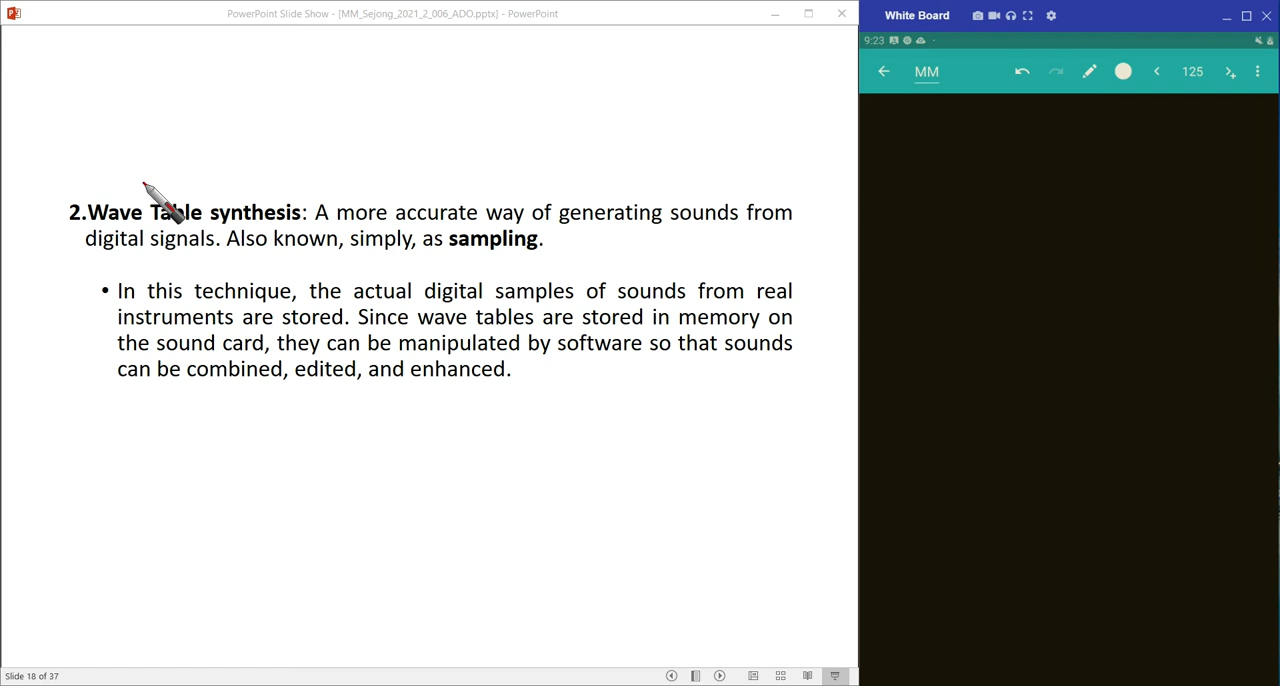 PowerPoint Slide Show - [MM_Sejong_2021_2_006_ADO.pptx] - PowerPoint
White Board
9:23
MM
125
2.Wave Table synthesis: A more accurate way of generating sounds from
digital signals. Also known, simply, as sampling.
• In this technique, the actual digital samples of sounds from real
instruments are stored. Since wave tables are stored in memory on
the sound card, they can be manipulated by software so that sounds
can be combined, edited, and enhanced.
Slide 18 of 37